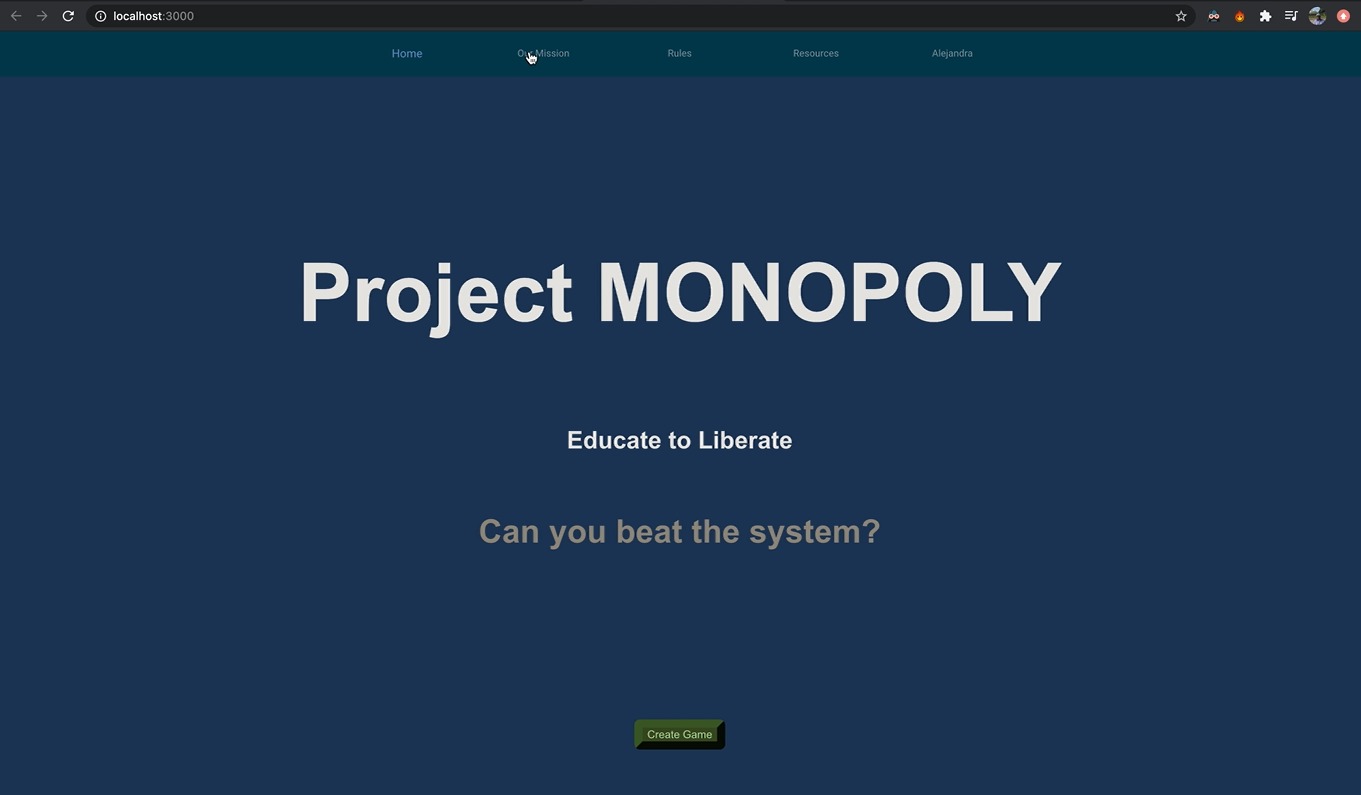 localhost:3000
Home Our Mission Rules Resources Alejandra
Project MONOPOLY
Educate to Liberate
Can you beat the system?
Create Game